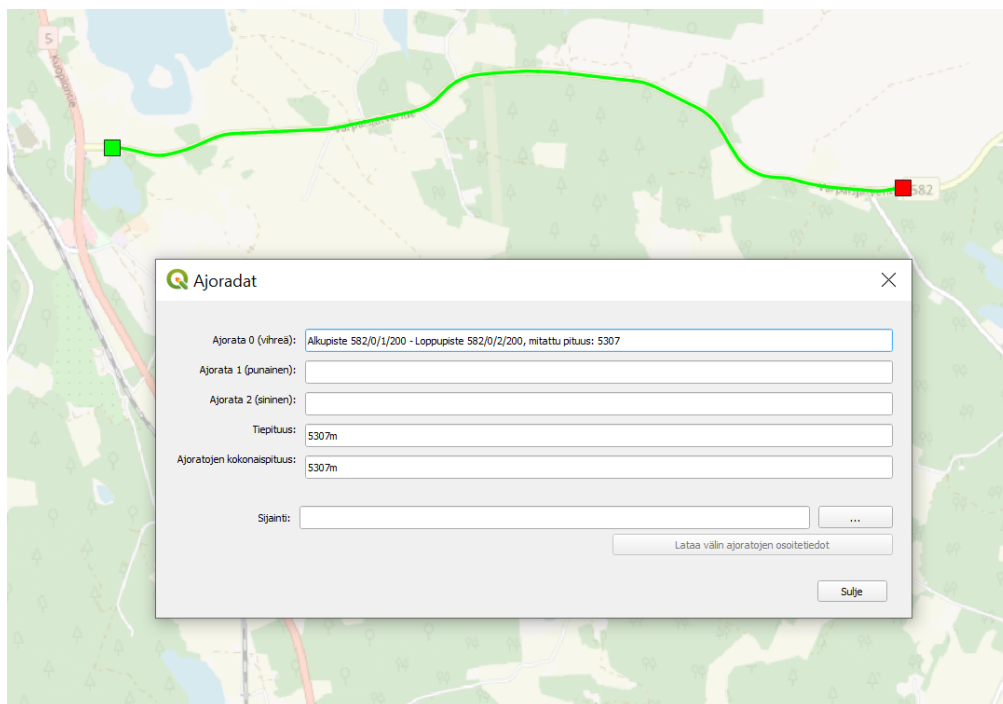 5
Kuopiontie
582
Ajoradat
Ajorata 0 (vihreä):
Alkupiste 582/0/1/200 - Loppupiste 582/0/2/200, mitattu pituus: 5307
Ajorata 1 (punainen):
Ajorata 2 (sininen):
Tiepituus:
5307m
Ajoratojen kokonaispituus:
5307m
Sijainti:
...
Lataa välin ajoratojen osoitetiedot
Sulje